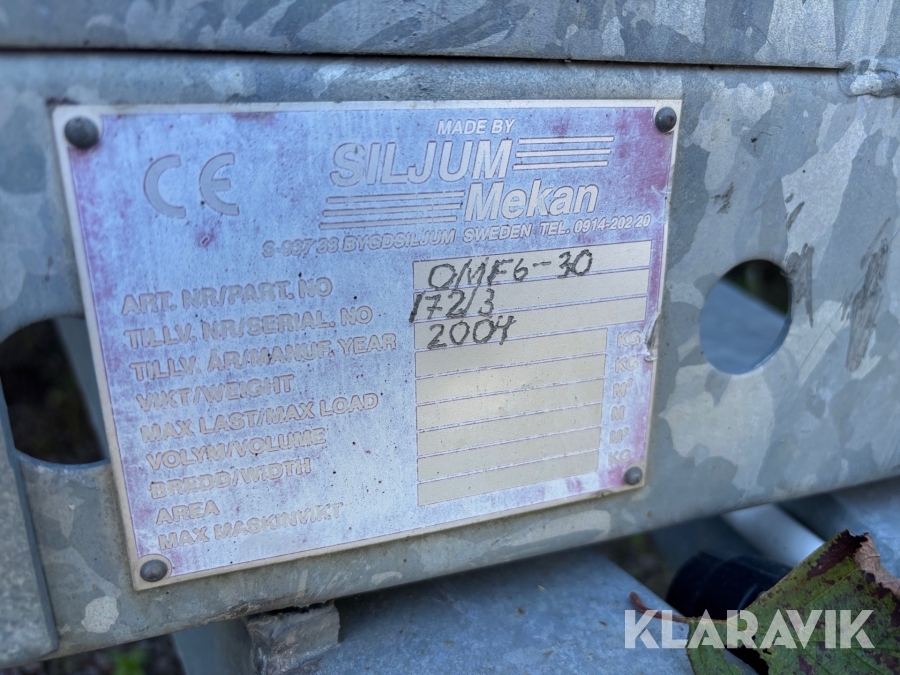 MADE BY
SILJUM
Mekan
CE
S-937 38 BYGDSILJUM SWEDEN TEL. 0914-202 20
ART. NR/PART. NO OMF6-30
TILLV. NR/SERIAL. NO 17213
TILLV. ÅR/MANUF. YEAR 2004
VIKT/WEIGHT KG
MAX LAST/MAX LOAD KG
VOLYM/VOLUME M³
BREDD/WIDTH M
AREA M²
MAX MASKINVIKT KG
KLARAVIK